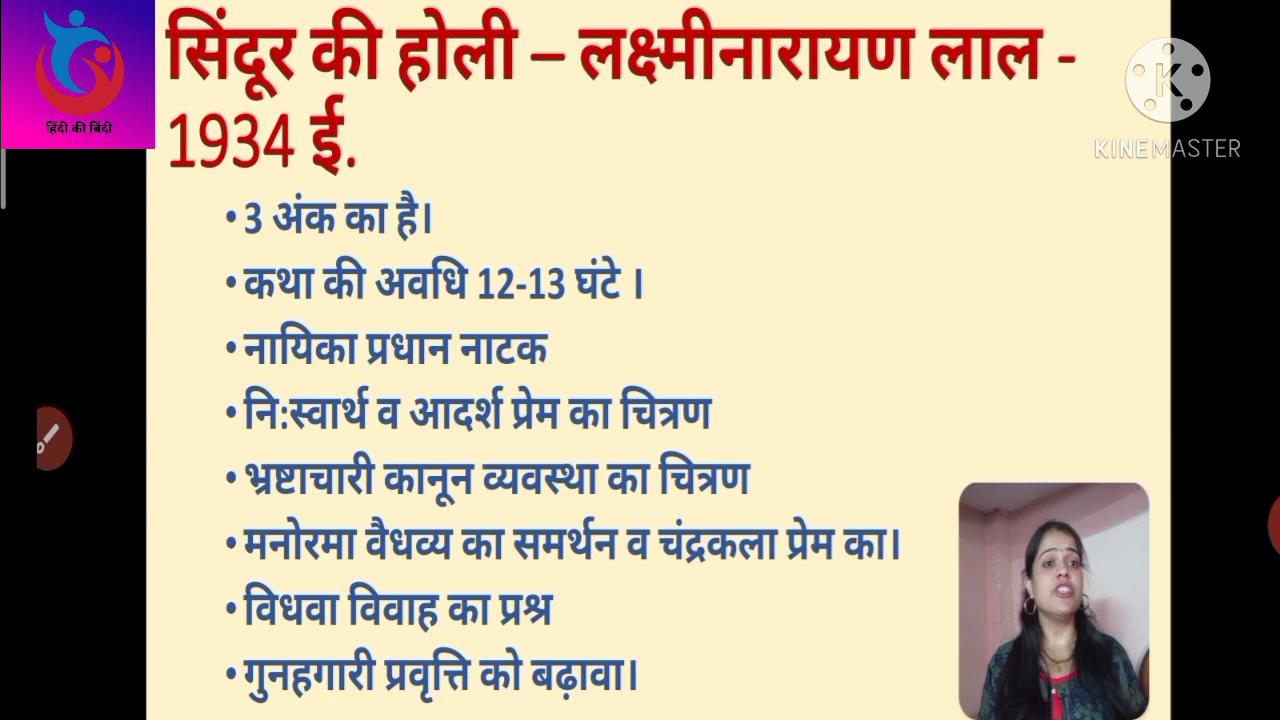 सिंदूर की होली – लक्ष्मीनारायण लाल -
1934 ई.
• 3 अंक का है।
• कथा की अवधि 12-13 घंटे ।
• नायिका प्रधान नाटक
• नि:स्वार्थ व आदर्श प्रेम का चित्रण
• भ्रष्टाचारी कानून व्यवस्था का चित्रण
• मनोरमा वैधव्य का समर्थन व चंद्रकला प्रेम का।
• विधवा विवाह का प्रश्न
• गुनहगारी प्रवृत्ति को बढ़ावा।
हिंदी की बिंदी
K
KINEMASTER